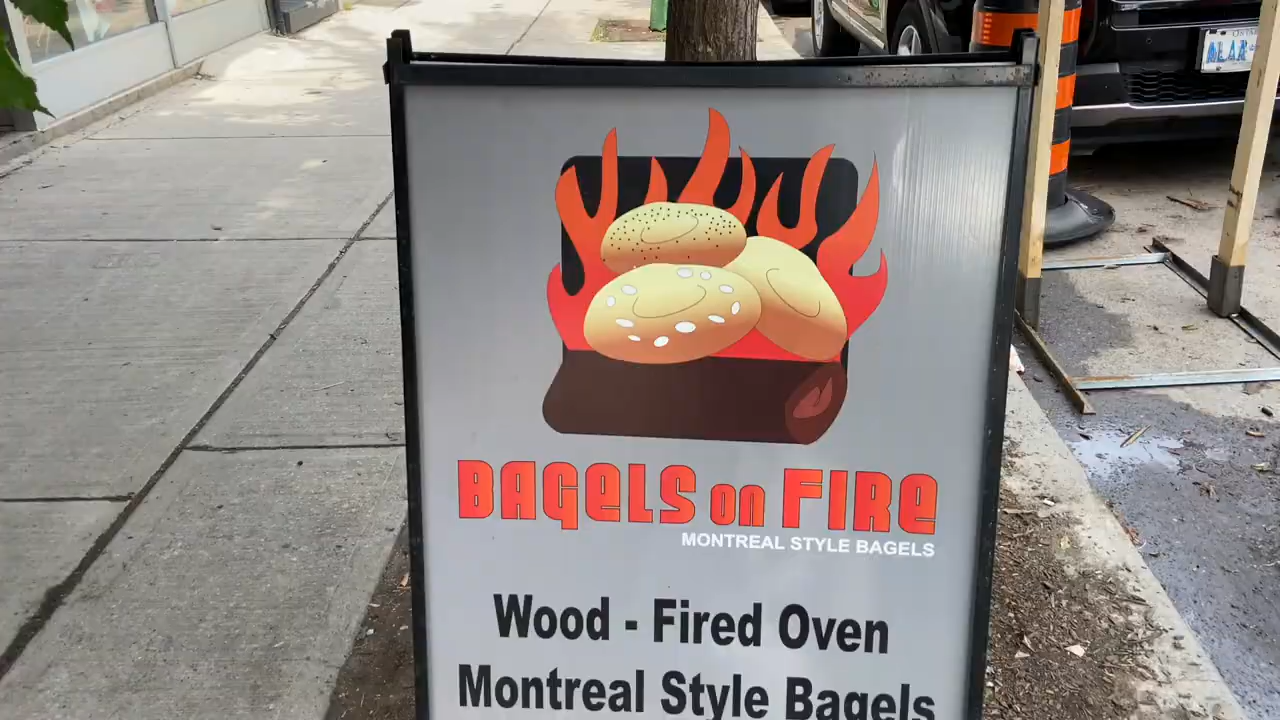 BAGELS on FIRE
MONTREAL STYLE BAGELS
Wood - Fired Oven
Montreal Style Bagels